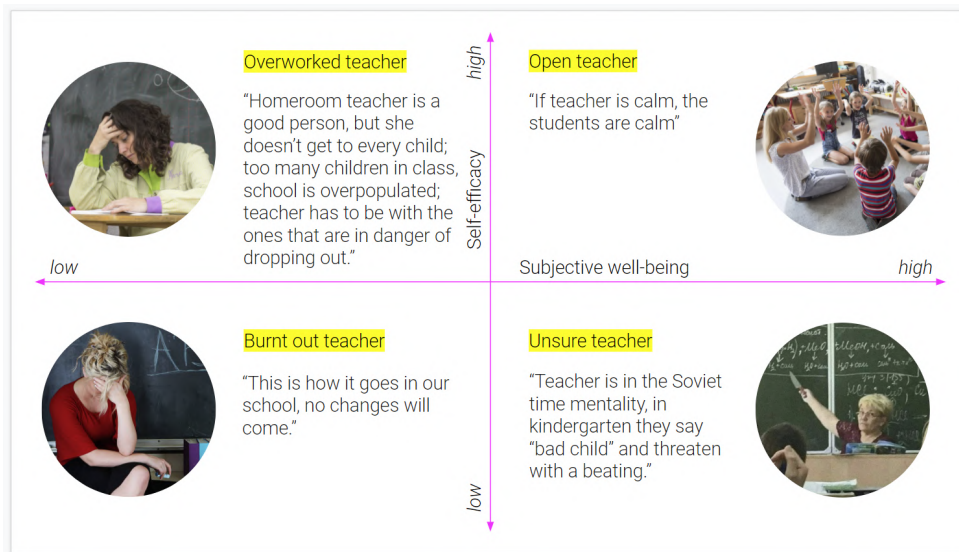 Overworked teacher
“Homeroom teacher is a
good person, but she
doesn’t get to every child;
too many children in class,
school is overpopulated;
teacher has to be with the
ones that are in danger of
dropping out.”
high
Self-efficacy
low
Open teacher
“If teacher is calm, the
students are calm”
low
Subjective well-being
high
Burnt out teacher
“This is how it goes in our
school, no changes will
come.”
Unsure teacher
“Teacher is in the Soviet
time mentality, in
kindergarten they say
“bad child” and threaten
with a beating.”